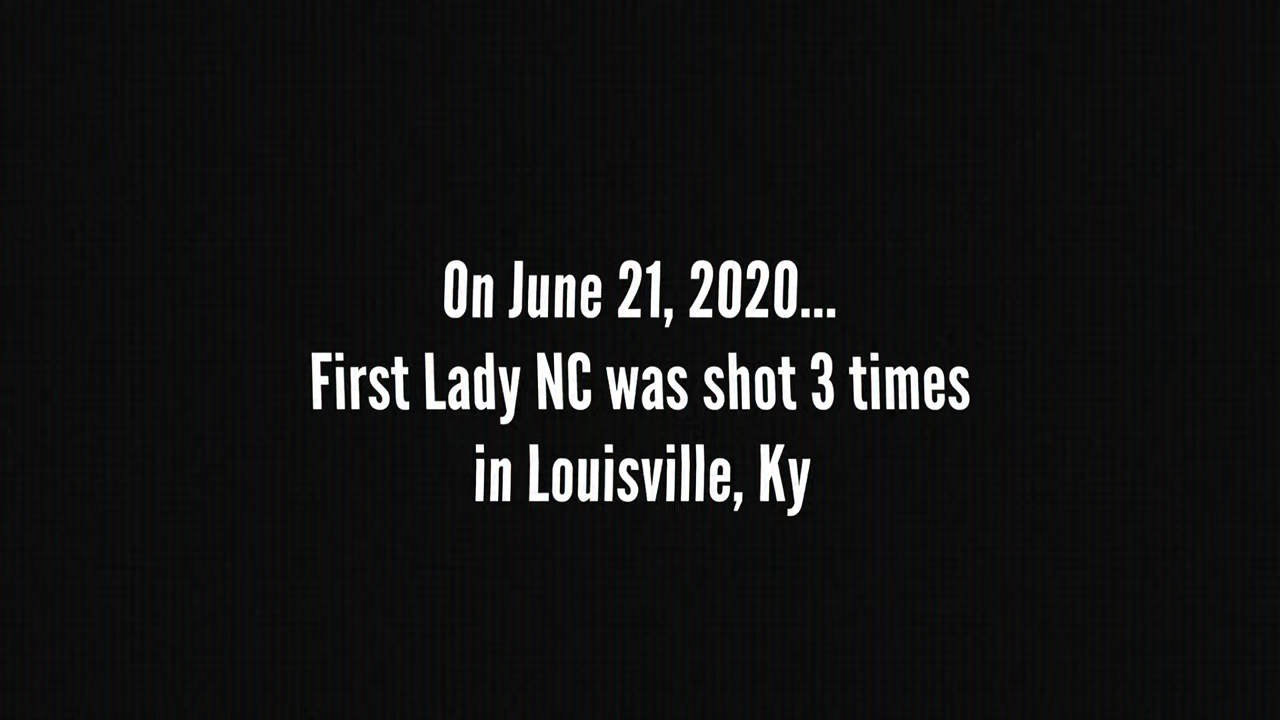 On June 21, 2020...
First Lady NC was shot 3 times
in Louisville, Ky